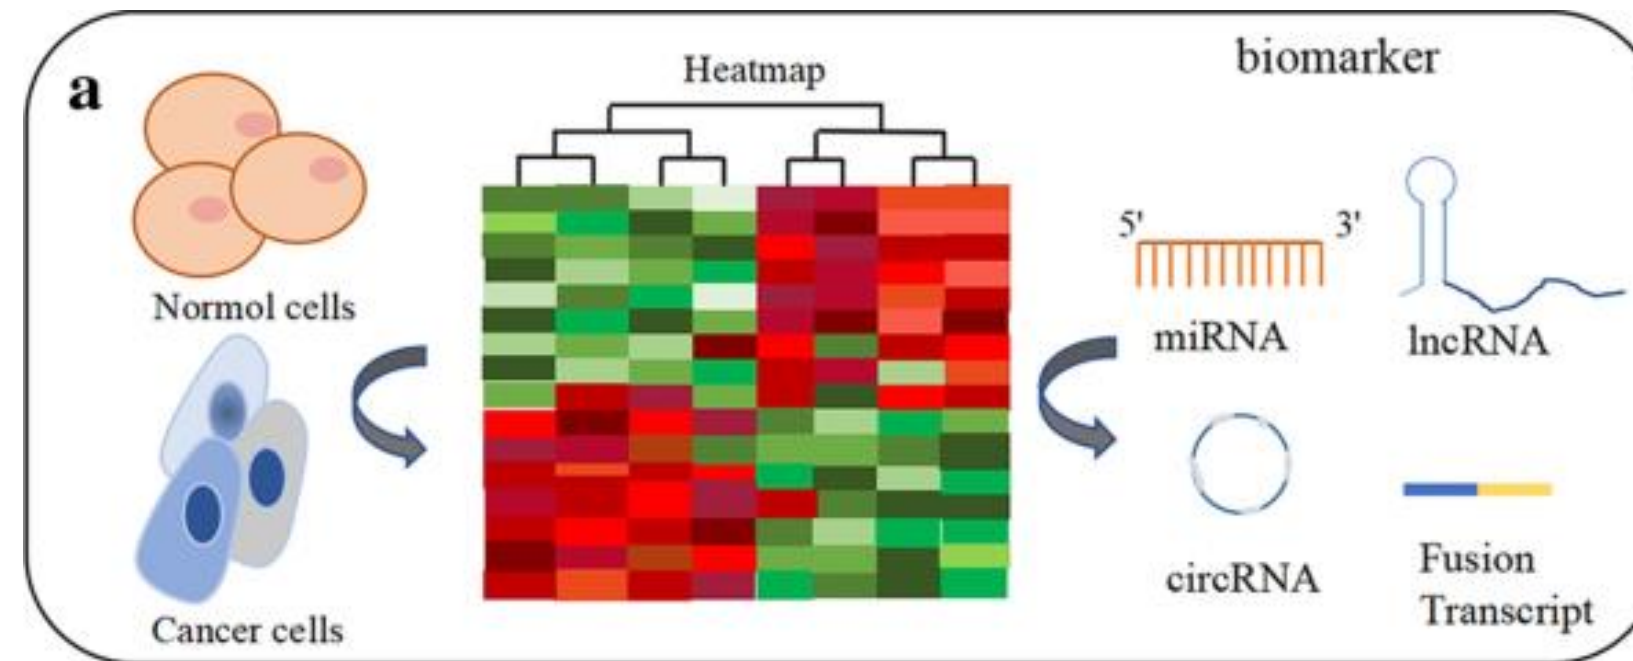 a
Normol cells
Cancer cells
Heatmap
biomarker
5'
3'
miRNA
lncRNA
circRNA
Fusion
Transcript